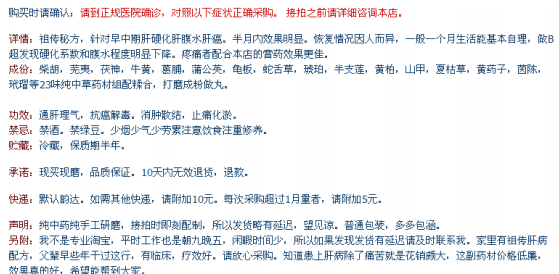 购买时请确认：请到正规医院确诊，对照以下症状正确采购。 接拍之前请详细咨询本店。
详情：祖传秘方，针对早中期肝硬化肝腹水肝癌。半月内效果明显。恢复情况因人而异，一般一个月生活能基本自理，做B
超发现硬化系数和腹水程度明显下降。疼痛者配合本店的膏药效果更佳。
成份：柴胡，芜荑，茯神，牛黄，萹脯，蒲公英，龟板，蛇舌草，琥珀，半支莲，黄柏，山甲，夏枯草，黄药子，茵陈，
玳瑁等23味纯中草药材组配糅合，打磨成粉做丸。
功效：通肝理气，抗癌解毒。消肿散结，止痛化淤。
禁忌：禁酒。禁绿豆。少烟少气少劳累注意饮食注重修养。
贮藏：冷藏，保质期半年。
承诺：现买现磨，品质保证。10天内无效退货，退款。
快递：默认韵达。如需其他快递，请附加10元。每次采购超过1月量者，请附加5元。
声明：纯中药纯手工研磨，接拍时即刻配制，所以发货略有延迟，望见谅。普通包装，多多包涵。
另附：我不是专业淘宝，平时工作也是朝九晚五，闲暇时间少，所以如果发现发货有延迟请及时联系我。家里有祖传肝病
配方，父辈早些年干过这行，有临床，疗效好。请放心采购。知道患上肝病除了痛苦就是花销颇大，这副药材价格低廉，
效果真的好，希望能帮到大家。